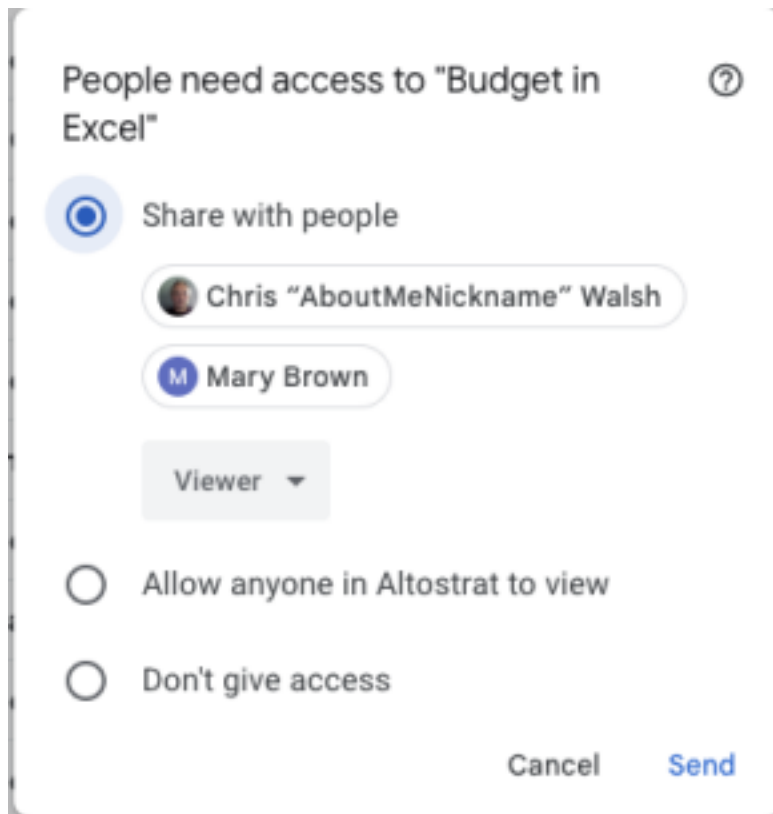 People need access to "Budget in
Excel"
Share with people
Chris “AboutMeNickname” Walsh
M Mary Brown
Viewer
Allow anyone in Altostrat to view
Don't give access
Cancel Send